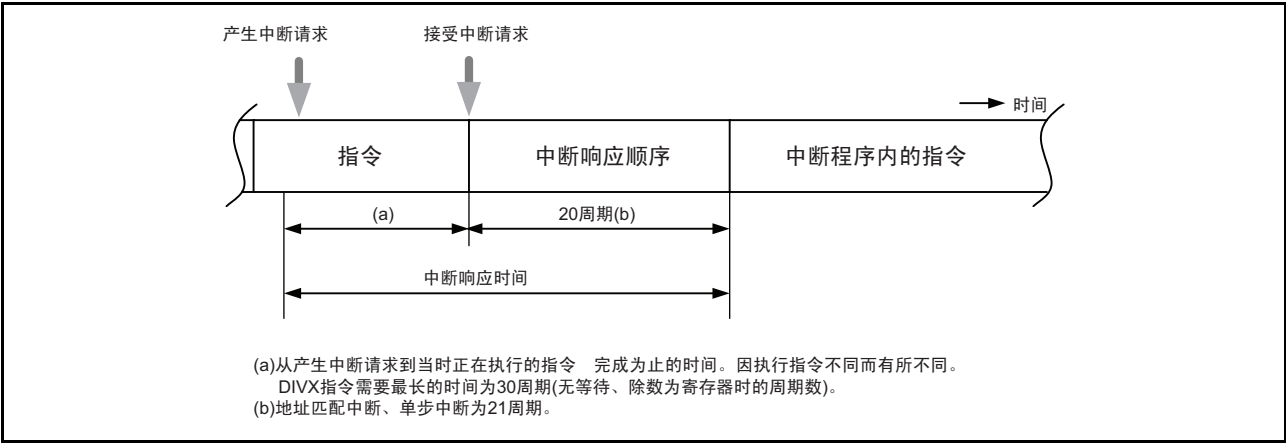 产生中断请求
接受中断请求
时间
指令
中断响应顺序
中断程序内的指令
(a)
20周期(b)
中断响应时间
(a)从产生中断请求到当时正在执行的指令 完成为止的时间。因执行指令不同而有所不同。
DIVX指令需要最长的时间为30周期(无等待、除数为寄存器时的周期数)。
(b)地址匹配中断、单步中断为21周期。